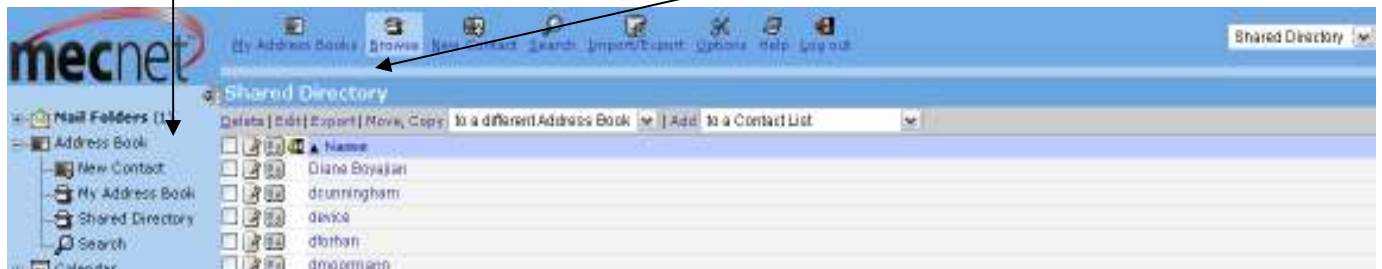 mecnet?
My Address Books Browse New Contact Search Import/Export Options Help Log out
Shared Directory
Shared Directory
Mail Folders (1)
Delete | Edit | Export | Move, Copy to a different Address Book | Add to a Contact List
Address Book
Name
New Contact
Diane Boyajian
My Address Book
dcunningham
Shared Directory
device
Search
dforhan
Calendar
dmoormann